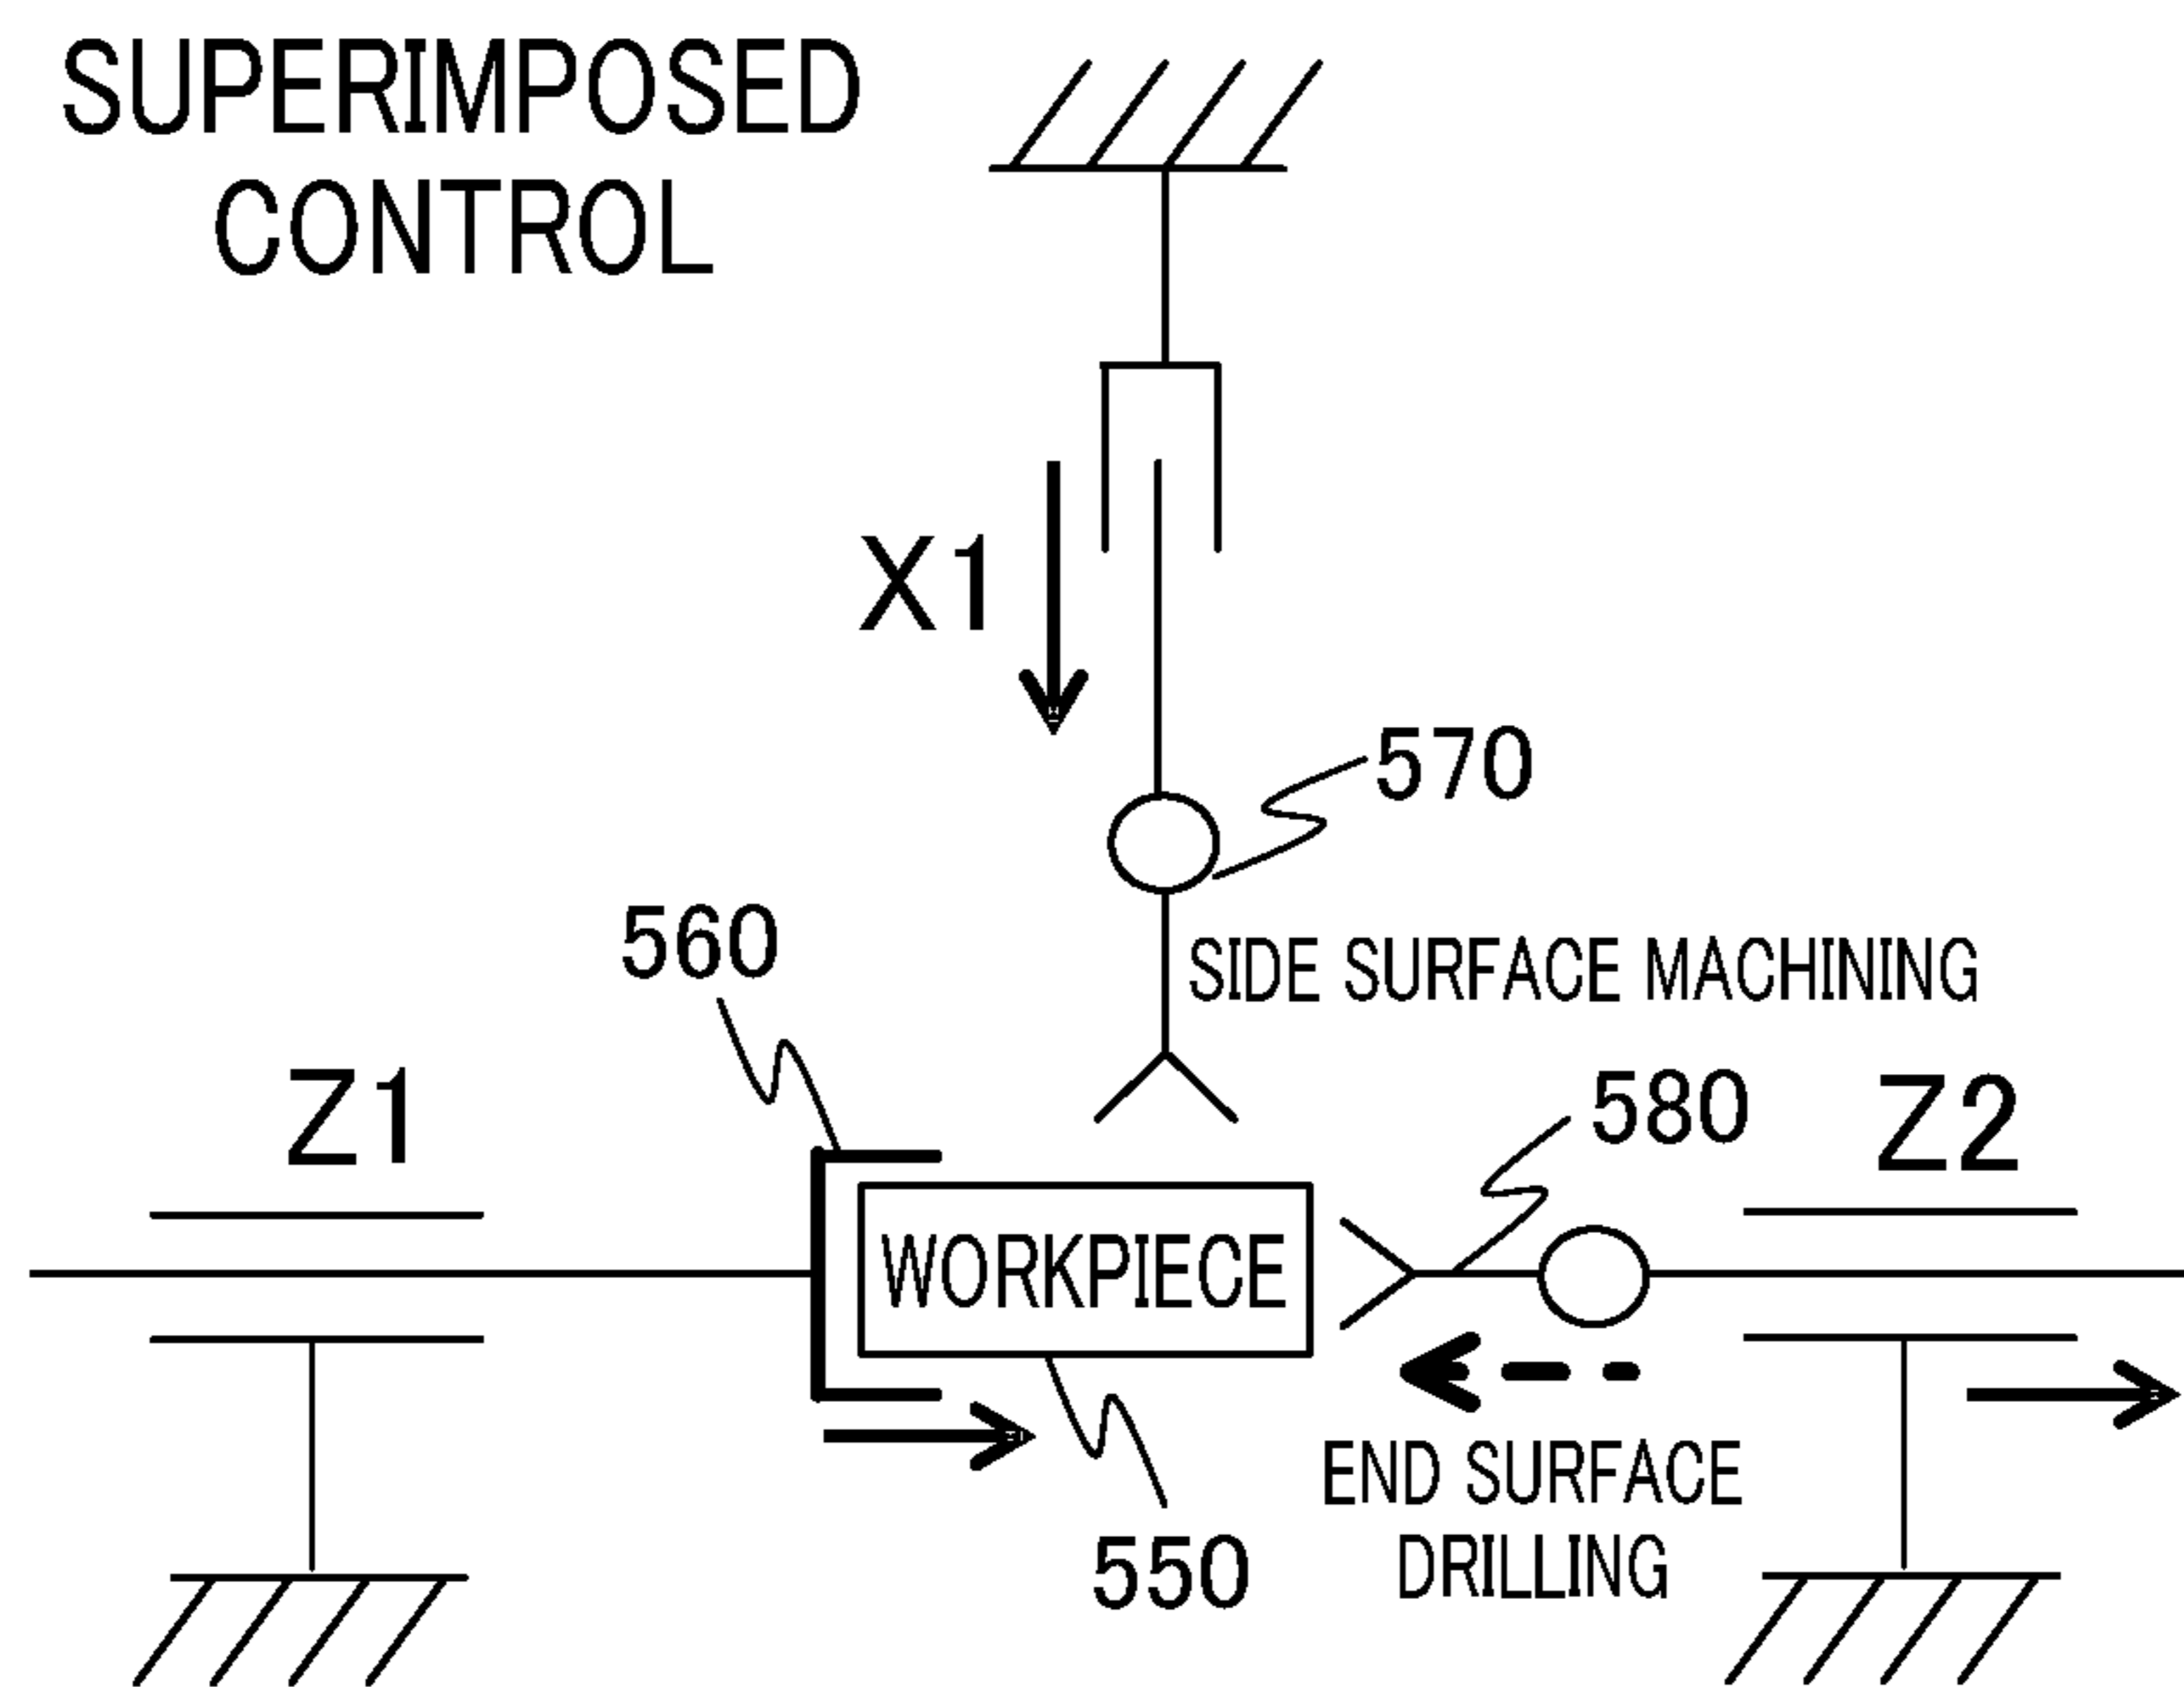 SUPERIMPOSED
CONTROL
X1
570
560
SIDE SURFACE MACHINING
Z1
580
Z2
WORKPIECE
END SURFACE
DRILLING
550